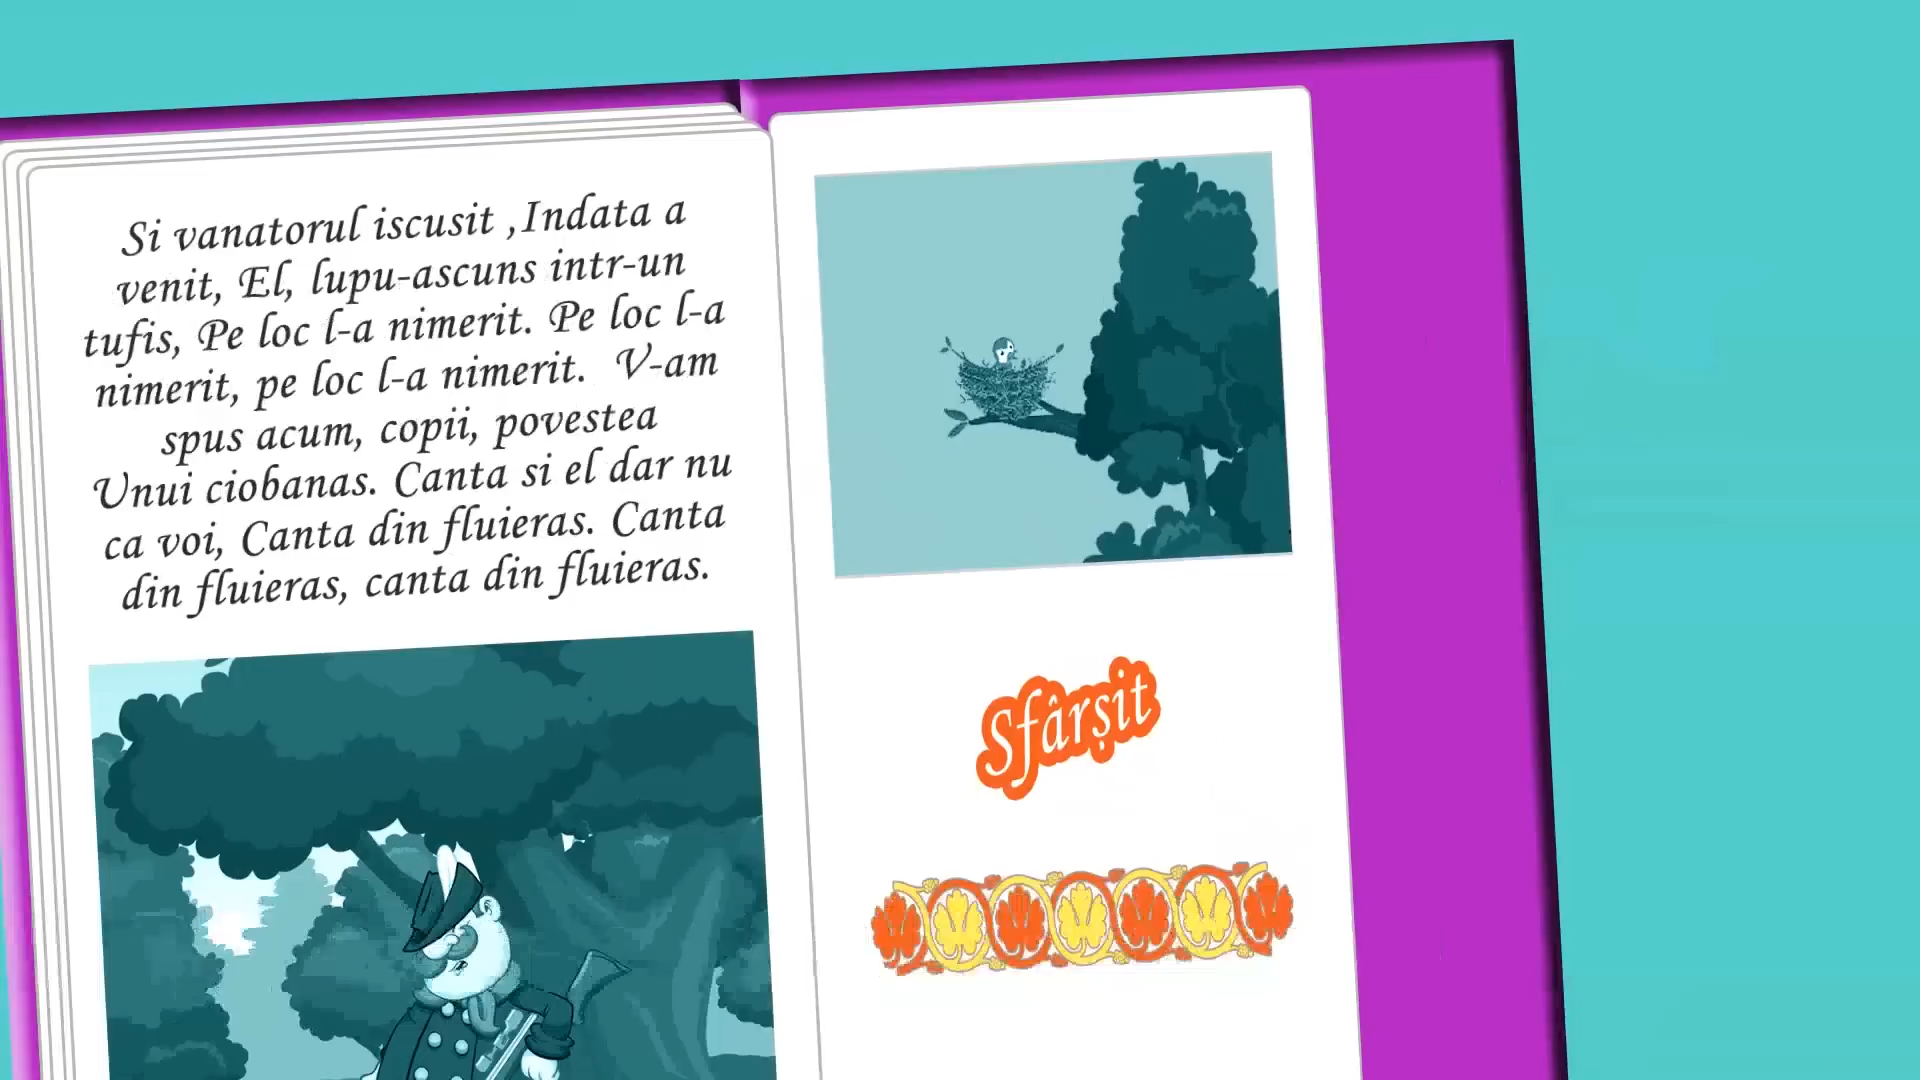 Si vanatorul iscusit ,Indata a
venit, El, lupu-ascuns intr-un
tufis, Pe loc l-a nimerit. Pe loc l-a
nimerit, pe loc l-a nimerit. V-am
spus acum, copii, povestea
Unui ciobanas. Canta si el dar nu
ca voi, Canta din fluieras. Canta
din fluieras, canta din fluieras.
Sfârșit